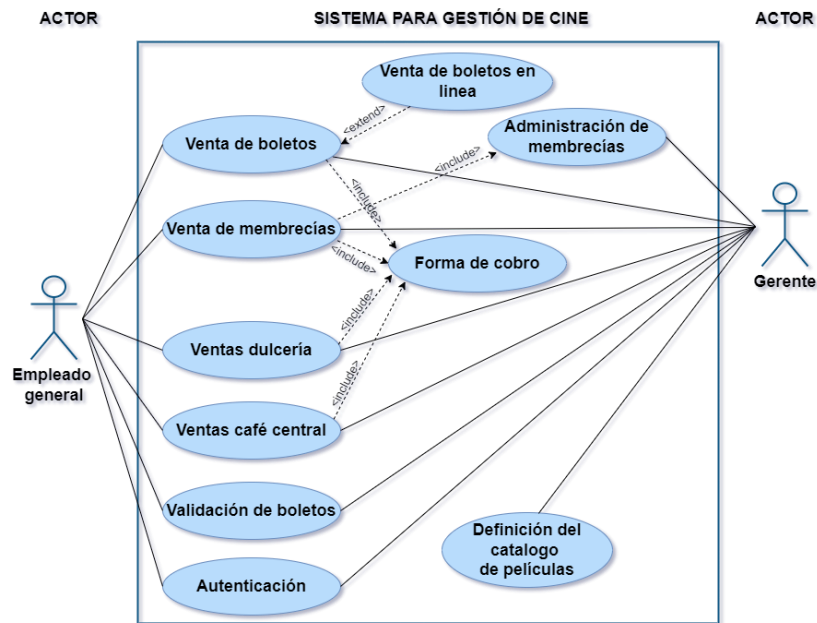 ACTOR
SISTEMA PARA GESTIÓN DE CINE
ACTOR
Venta de boletos en
linea
<extend>
Venta de boletos
Administración de
membrecías
<include>
<include>
Venta de membrecías
<include>
Forma de cobro
Gerente
<include>
Ventas dulcería
Empleado
general
<include>
Ventas café central
Validación de boletos
Definición del
catalogo
de películas
Autenticación